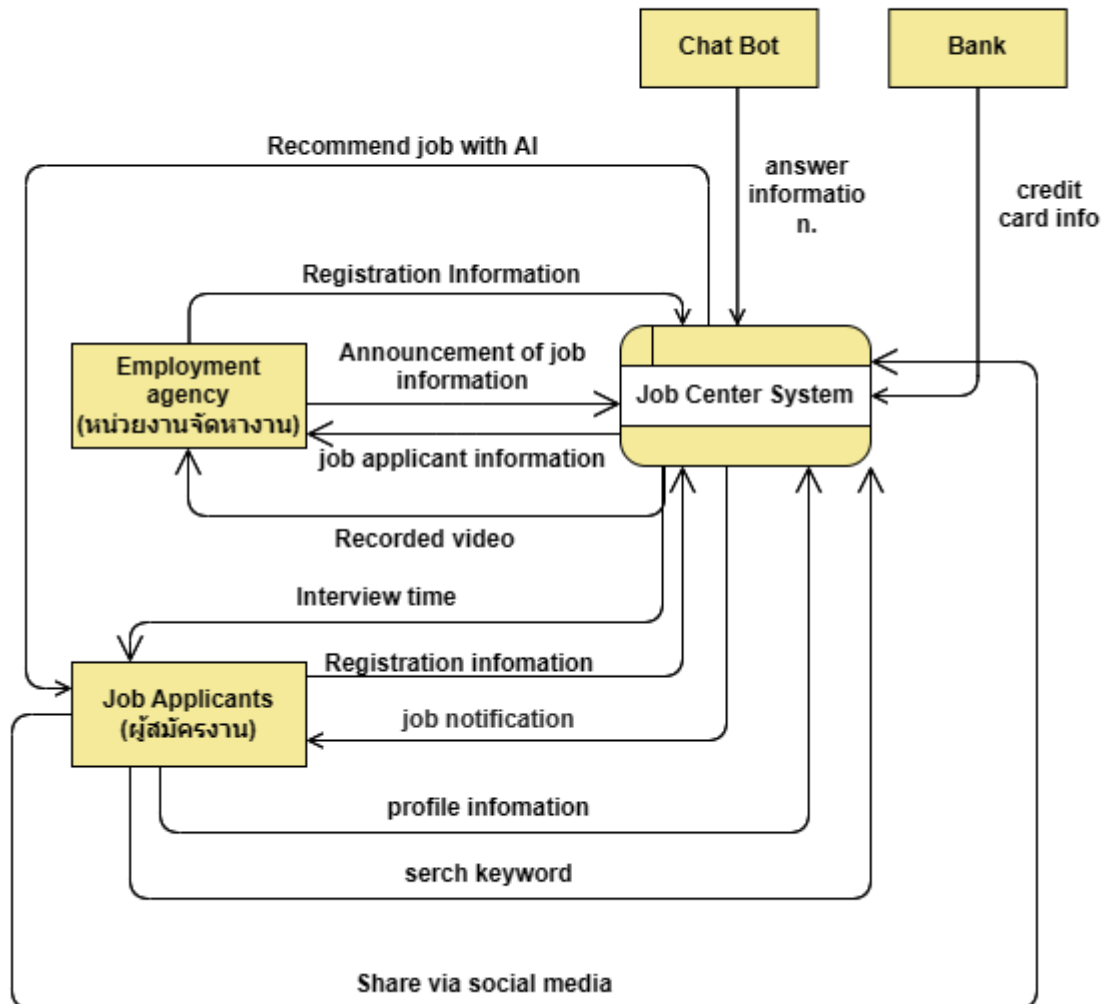 Chat Bot
Bank
Recommend job with AI
answer
informatio
n.
credit
card info
Registration Information
Employment
agency
(หน่วยงานจัดหางาน)
Announcement of job
information
Job Center System
job applicant information
Recorded video
Interview time
Registration infomation
Job Applicants
(ผู้สมัครงาน)
job notification
profile infomation
serch keyword
Share via social media